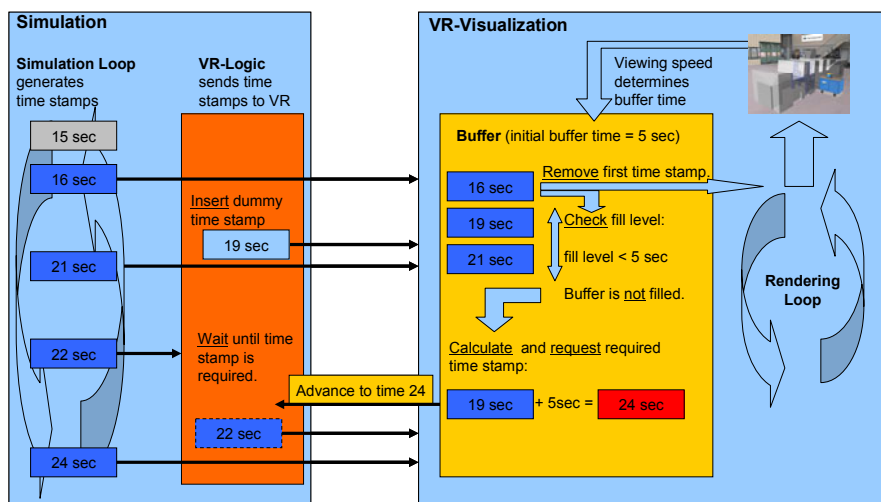 Simulation
Simulation Loop
generates
time stamps
15 sec
16 sec
21 sec
22 sec
24 sec
VR-Logic
sends time
stamps to VR
Insert dummy
time stamp
19 sec
Wait until time
stamp is
required.
Advance to time 24
22 sec
VR-Visualization
Viewing speed
determines
buffer time
Buffer (initial buffer time = 5 sec)
16 sec
Remove first time stamp.
19 sec
Check fill level:
21 sec
fill level < 5 sec
Buffer is not filled.
Calculate and request required
time stamp:
19 sec + 5sec = 24 sec
Rendering
Loop